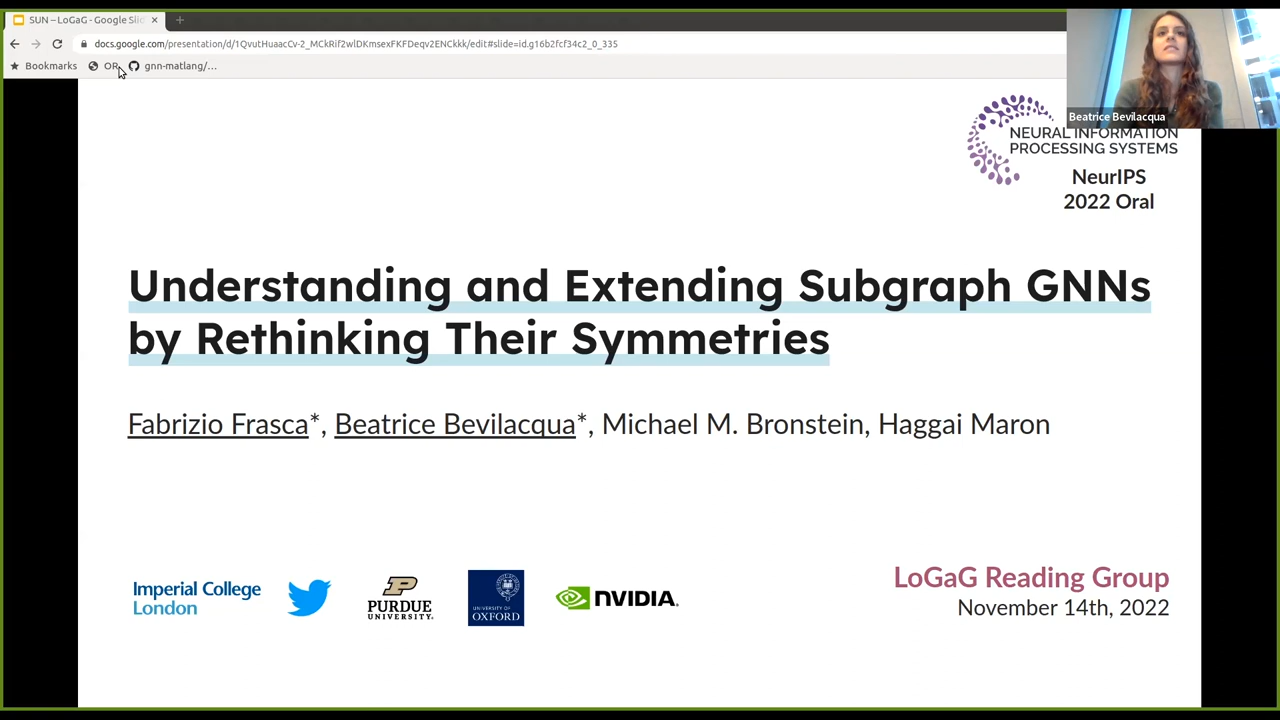 SUN – LoGaG - Google Slid
docs.google.com/presentation/d/1QvutHuaacCv-2_MCkRif2wlDKmsexFKFDeqv2ENCkkk/edit#slide=id.g16b2fcf34c2_0_335
Bookmarks OR gnn-matlang/...
Beatrice Bevilacqua
NEURAL INFORMATION
PROCESSING SYSTEMS
NeurIPS
2022 Oral
Understanding and Extending Subgraph GNNs
by Rethinking Their Symmetries
Fabrizio Frasca*, Beatrice Bevilacqua*, Michael M. Bronstein, Haggai Maron
Imperial College
London
P
PURDUE
UNIVERSITY.
UNIVERSITY OF
OXFORD
NVIDIA.
LoGaG Reading Group
November 14th, 2022